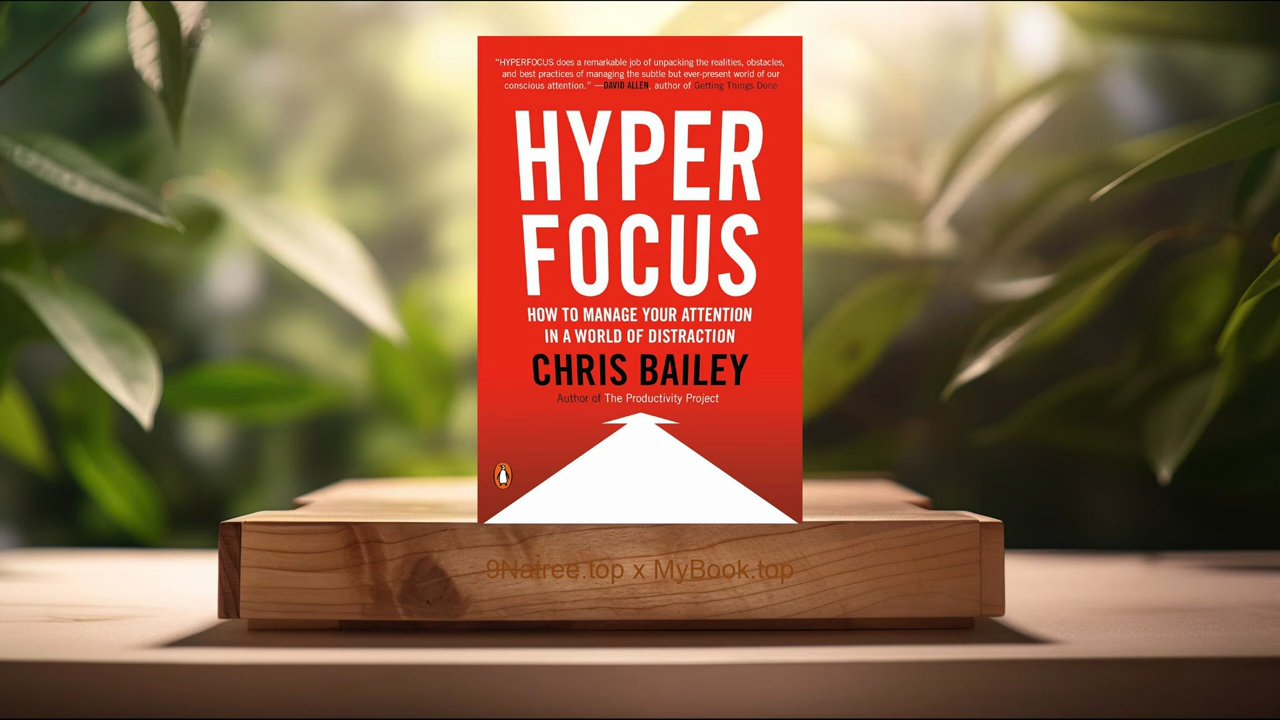 "HYPERFOCUS does a remarkable job of unpacking the realities, obstacles,
and best practices of managing the subtle but ever-present world of our
conscious attention." —DAVID ALLEN, author of Getting Things Done
HYPER
FOCUS
HOW TO MANAGE YOUR ATTENTION
IN A WORLD OF DISTRACTION
CHRIS BAILEY
Author of The Productivity Project
9Natree.top x MyBook.top